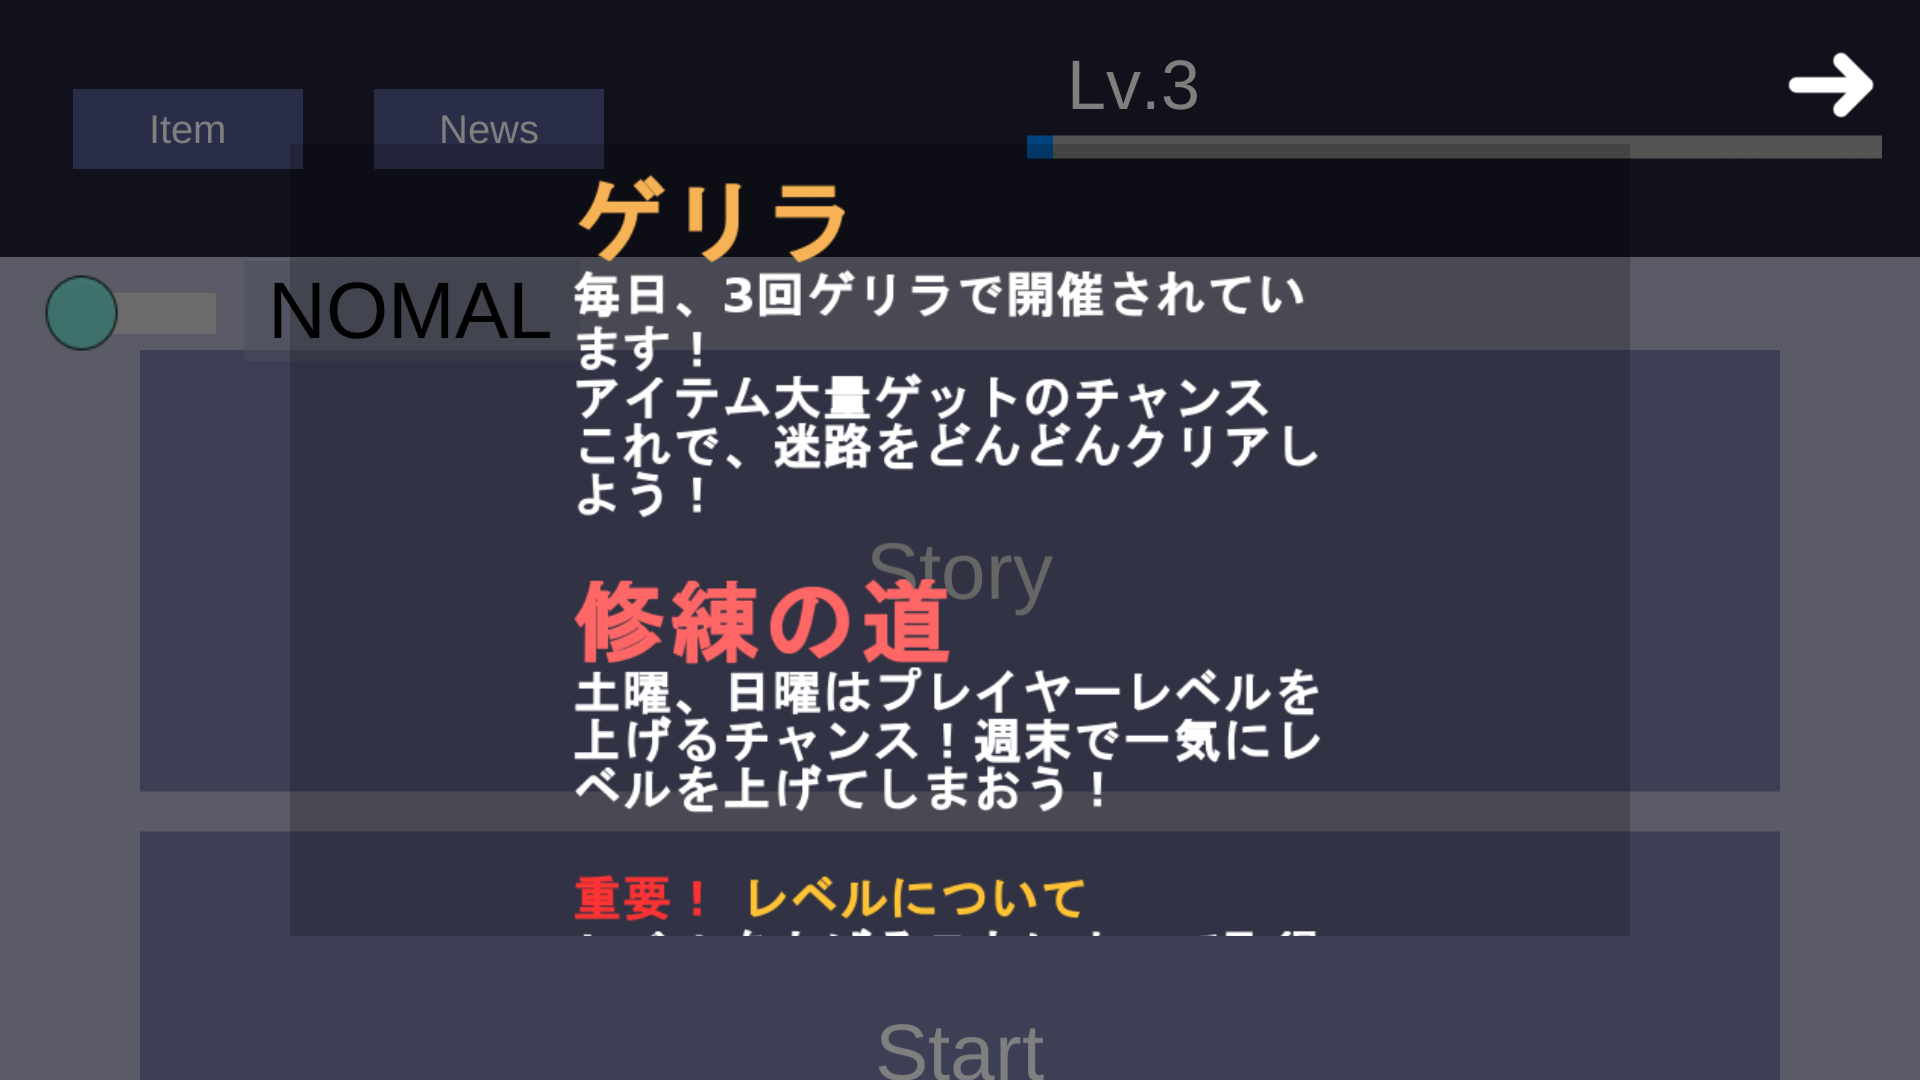 Item
News
Lv.3
NOMAL
ゲリラ
毎日、3回ゲリラで開催されてい
ます！
アイテム大量ゲットのチャンス
これで、迷路をどんどんクリアし
よう！
Story
修練の道
土曜、日曜はプレイヤーレベルを
上げるチャンス！週末で一気にレ
ベルを上げてしまおう！
重要！ レベルについて
Start